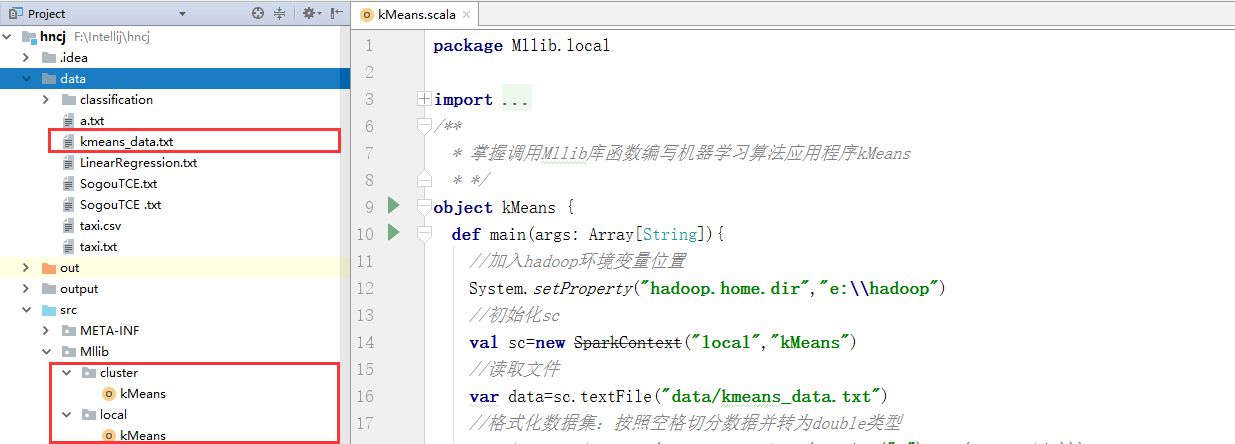 Project
hncj F:\Intellij\hncj
.idea
data
classification
a.txt
kmeans_data.txt
LinearRegression.txt
SogouTCE.txt
SogouTCE .txt
taxi.csv
taxi.txt
out
output
src
META-INF
Mllib
cluster
kMeans
local
kMeans
kMeans.scala
1 package Mllib.local
2
3 import ...
6 /**
7 * 掌握调用Mllib库函数编写机器学习算法应用程序kMeans
8 * */
9 object kMeans {
10 def main(args: Array[String]){
11 //加入hadoop环境变量位置
12 System.setProperty("hadoop.home.dir","e:\\hadoop")
13 //初始化sc
14 val sc=new SparkContext("local","kMeans")
15 //读取文件
16 var data=sc.textFile("data/kmeans_data.txt")
17 //格式化数据集：按照空格切分数据并转为double类型